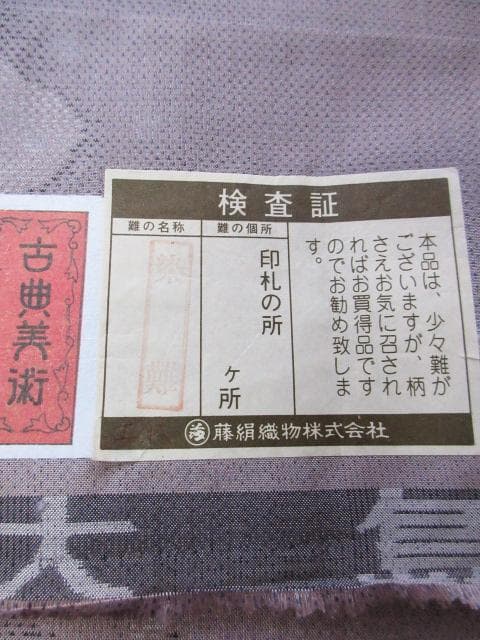 検査証
本品は、少々難が
ございますが、柄
さえお気に召され
ればお買得品です
のでお勧め致しま
す。
難の個所
印札の所
ヶ所
難の名称
難
藤絹織物株式会社
古典美術
大